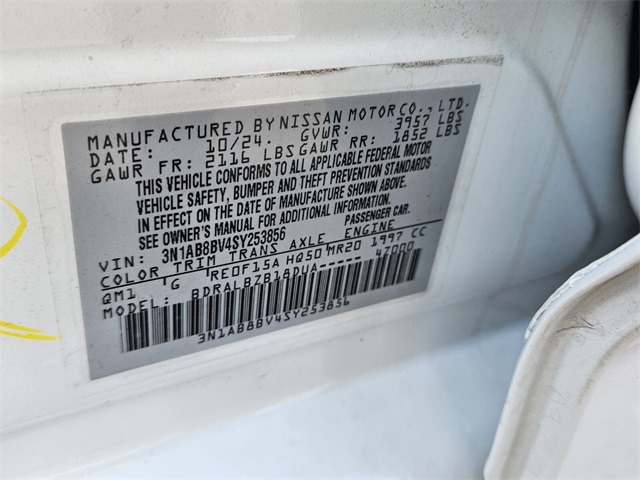 MANUFACTURED BY NISSAN MOTOR CO., LTD.
DATE: 10/24. GVWR: 3957 LBS
GAWR FR: 2116 LBS GAWR RR: 1852 LBS
THIS VEHICLE CONFORMS TO ALL APPLICABLE FEDERAL MOTOR
VEHICLE SAFETY, BUMPER AND THEFT PREVENTION STANDARDS
IN EFFECT ON THE DATE OF MANUFACTURE SHOWN ABOVE.
SEE OWNER'S MANUAL FOR ADDITIONAL INFORMATION.
VIN: 3N1AB8BV4SY253856 PASSENGER CAR.
COLOR TRIM TRANS AXLE ENGINE
QM1 G RE0F15A HQ50 MR20 1997 CC
MODEL: BDRALBZB18DUA----- 4Z000
3N1AB8BV4SY253856